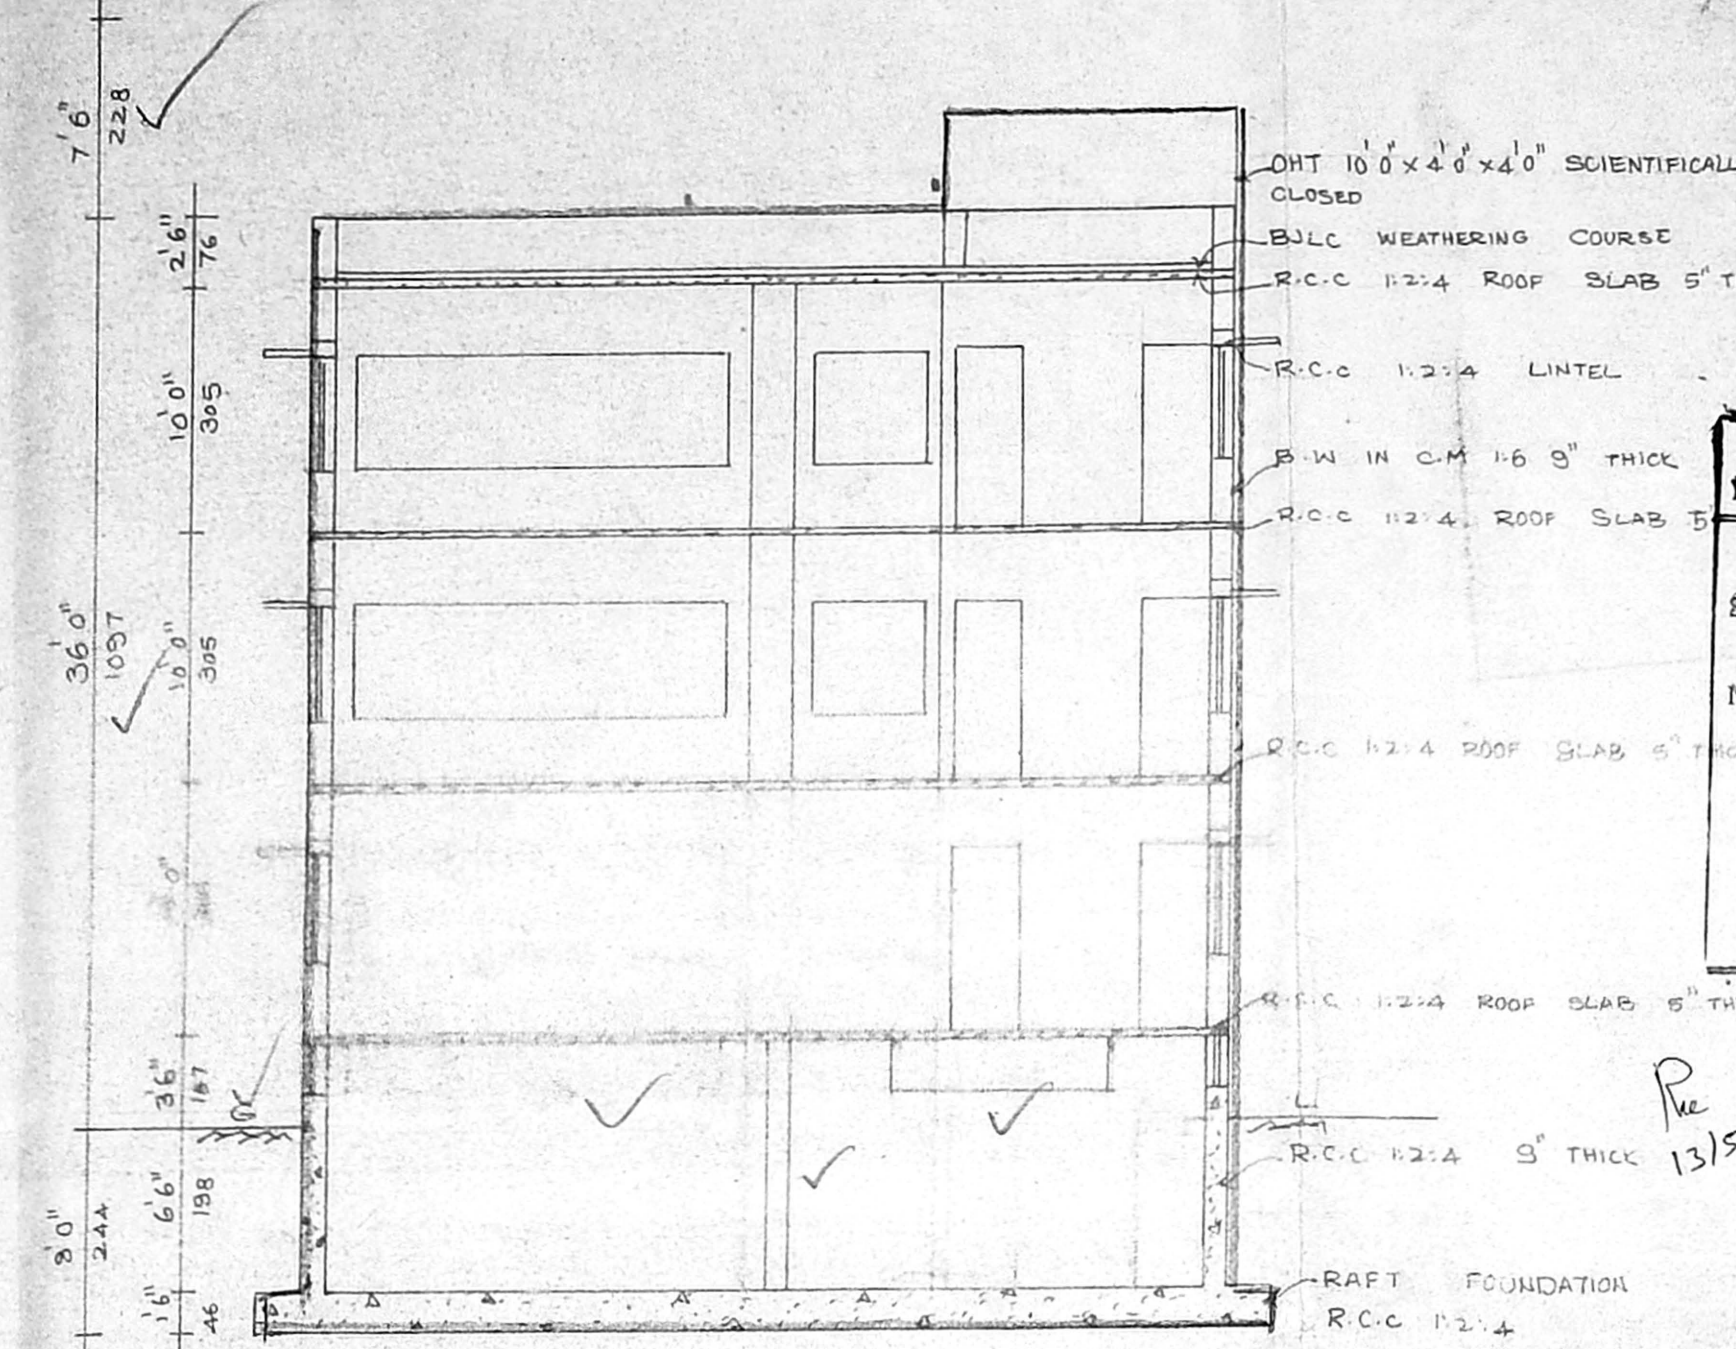 7'6"
228
2'6"
76
10'0"
305
36'0"
1097
10'0"
305
3'6"
107
6'6"
198
8'0"
244
1'6"
46
OHT 10'0" x 4'0" x 4'0" SCIENTIFICALL
CLOSED
BJLC WEATHERING COURSE
R.C.C 1:2:4 ROOF SLAB 5" T
R.C.C 1:2:4 LINTEL
B.W IN C.M 1:6 9" THICK
R.C.C 1:2:4 ROOF SLAB 5"
R.C.C 1:2:4 ROOF SLAB 5" THIC
R.C.C 1:2:4 ROOF SLAB 5" TH
R.C.C 1:2:4 9" THICK
13/5
RAFT FOUNDATION
R.C.C 1:2:4